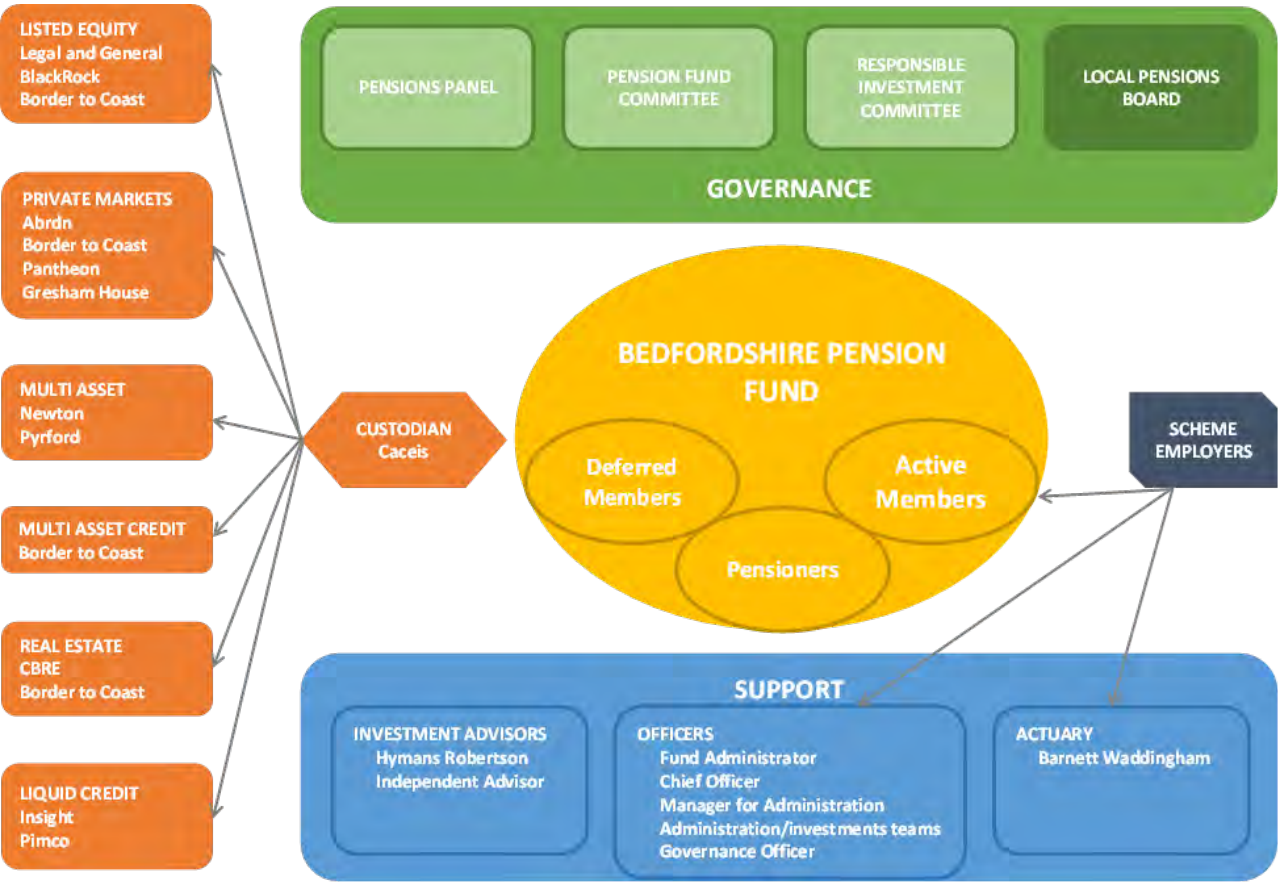 LISTED EQUITY
Legal and General
BlackRock
Border to Coast
PRIVATE MARKETS
Abrdn
Border to Coast
Pantheon
Gresham House
MULTI ASSET
Newton
Pyrford
MULTI ASSET CREDIT
Border to Coast
REAL ESTATE
CBRE
Border to Coast
LIQUID CREDIT
Insight
Pimco
CUSTODIAN
Caceis
PENSIONS PANEL
PENSION FUND
COMMITTEE
RESPONSIBLE
INVESTMENT
COMMITTEE
LOCAL PENSIONS
BOARD
GOVERNANCE
BEDFORDSHIRE PENSION
FUND
Deferred
Members
Active
Members
Pensioners
SCHEME
EMPLOYERS
SUPPORT
INVESTMENT ADVISORS
Hymans Robertson
Independent Advisor
OFFICERS
Fund Administrator
Chief Officer
Manager for Administration
Administration/investments teams
Governance Officer
ACTUARY
Barnett Waddingham